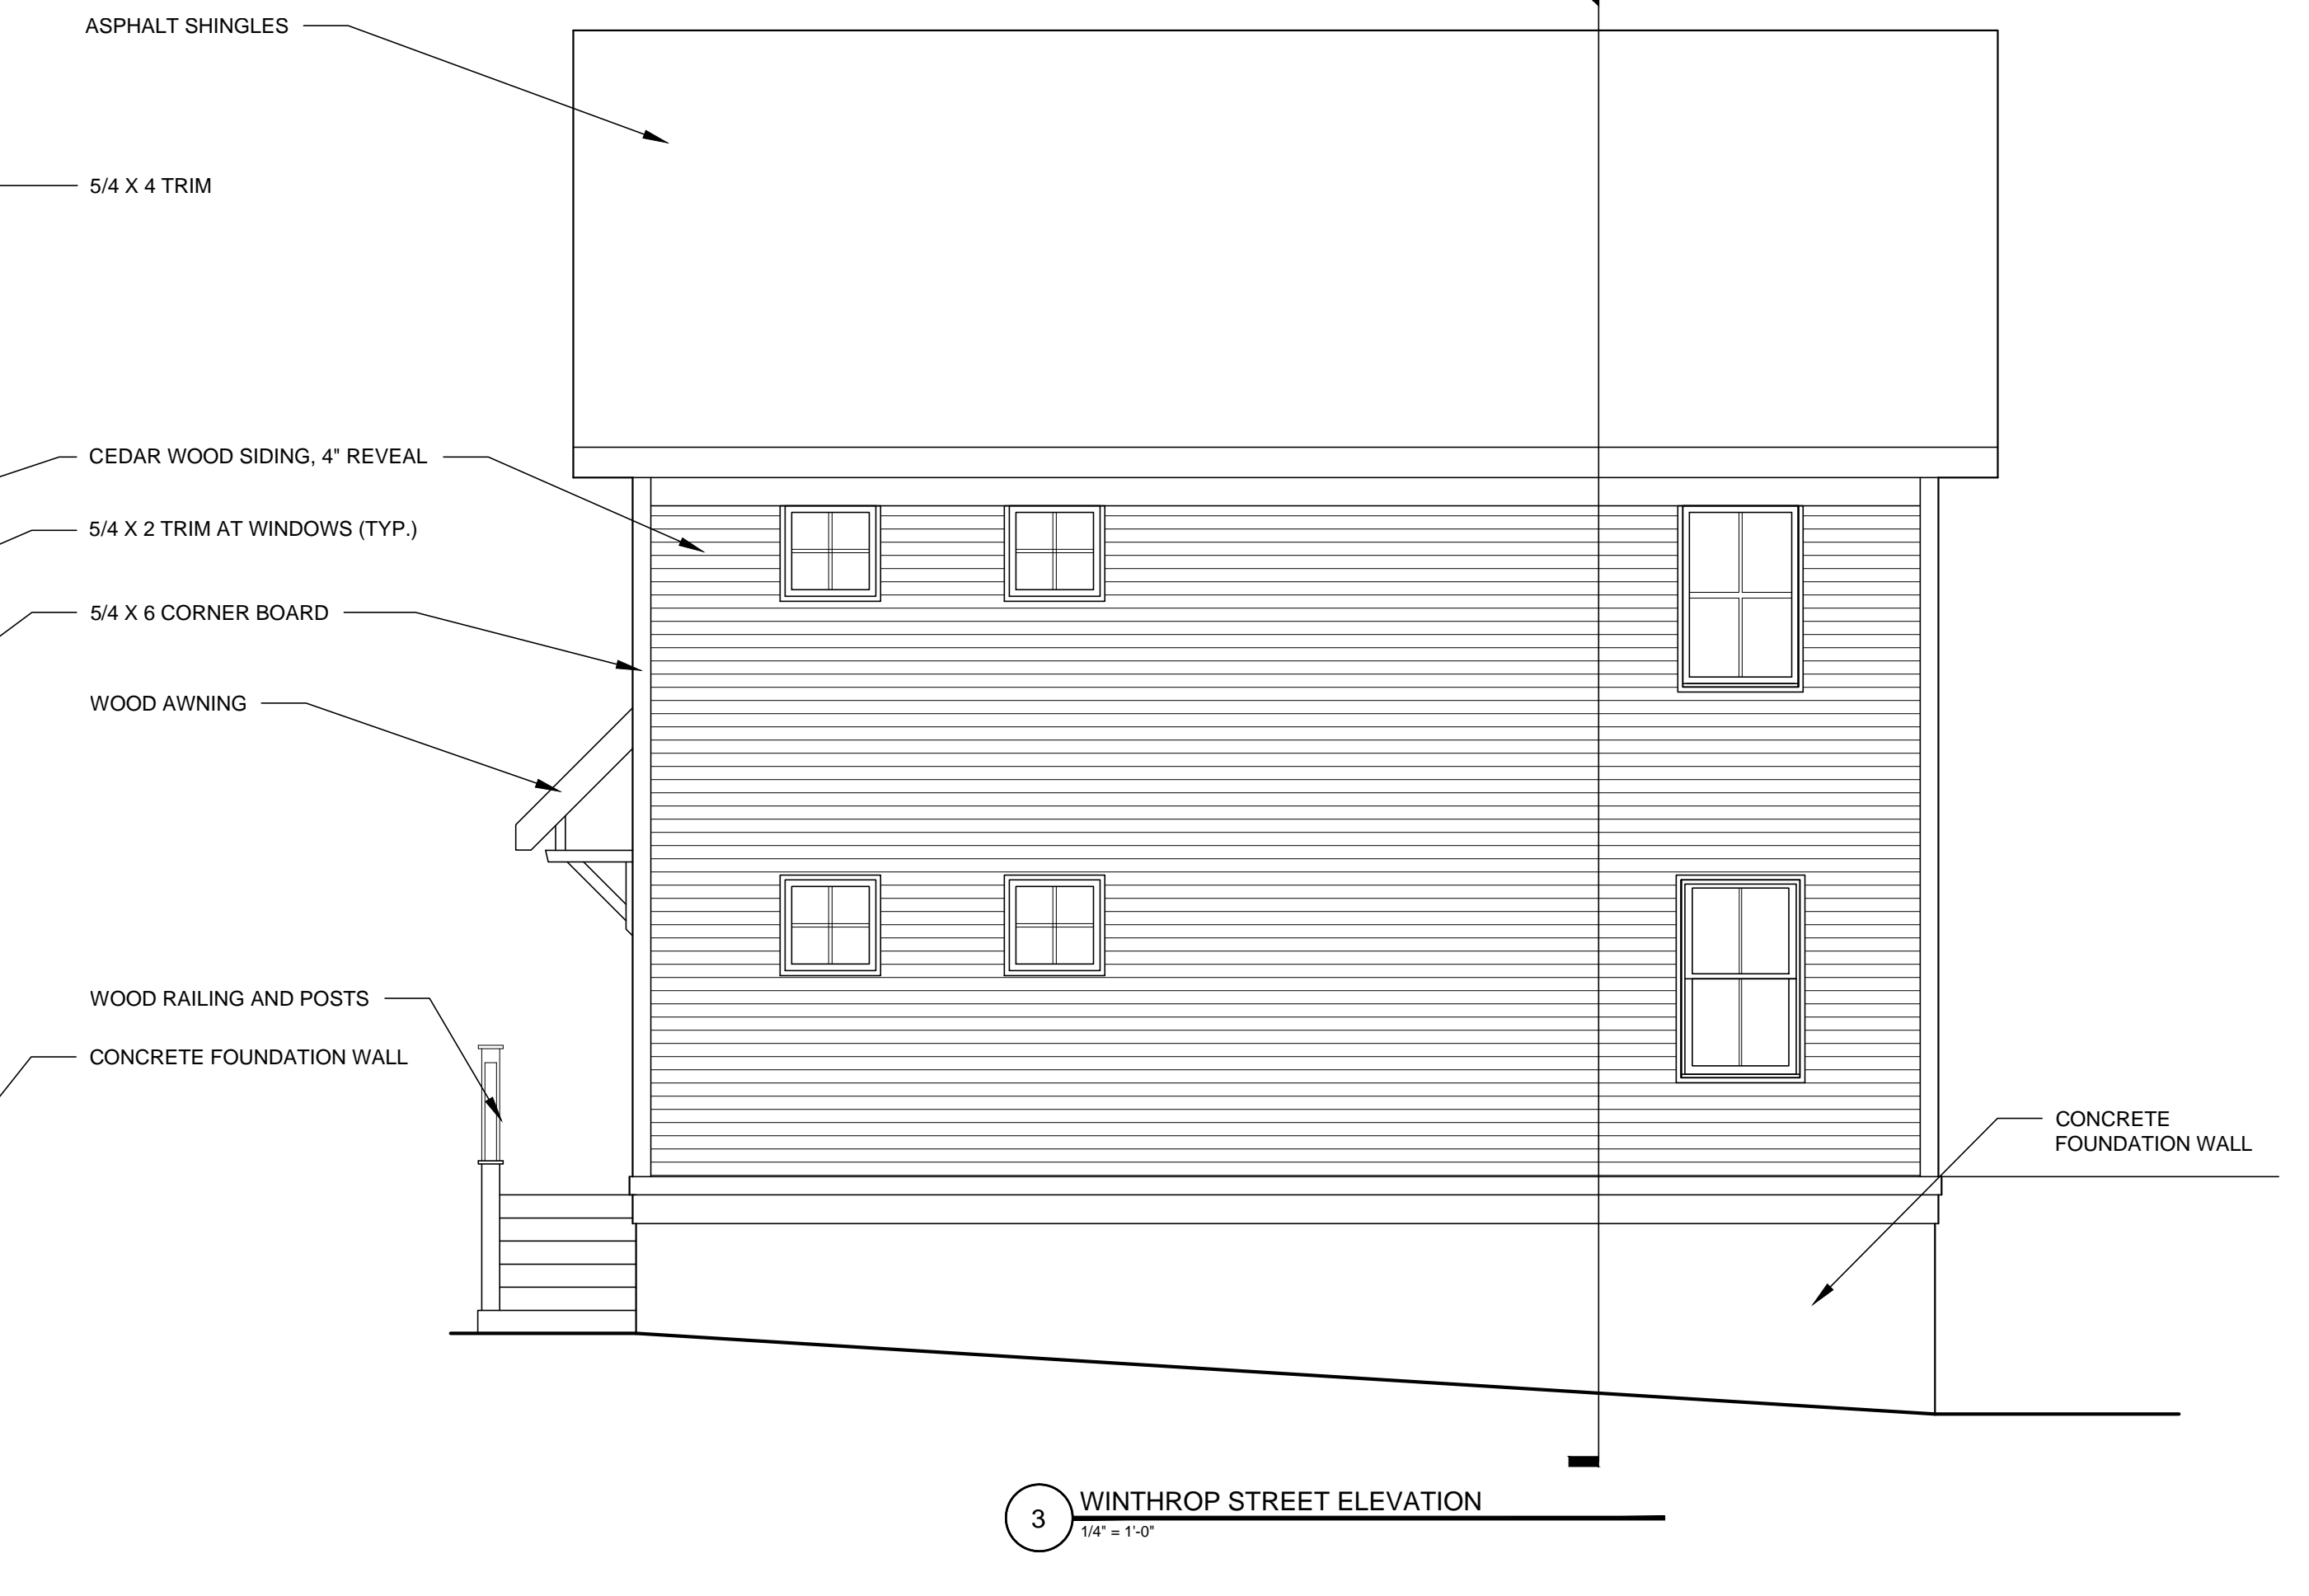 ASPHALT SHINGLES
5/4 X 4 TRIM
CEDAR WOOD SIDING, 4" REVEAL
5/4 X 2 TRIM AT WINDOWS (TYP.)
5/4 X 6 CORNER BOARD
WOOD AWNING
WOOD RAILING AND POSTS
CONCRETE FOUNDATION WALL
CONCRETE
FOUNDATION WALL
3
WINTHROP STREET ELEVATION
1/4" = 1'-0"